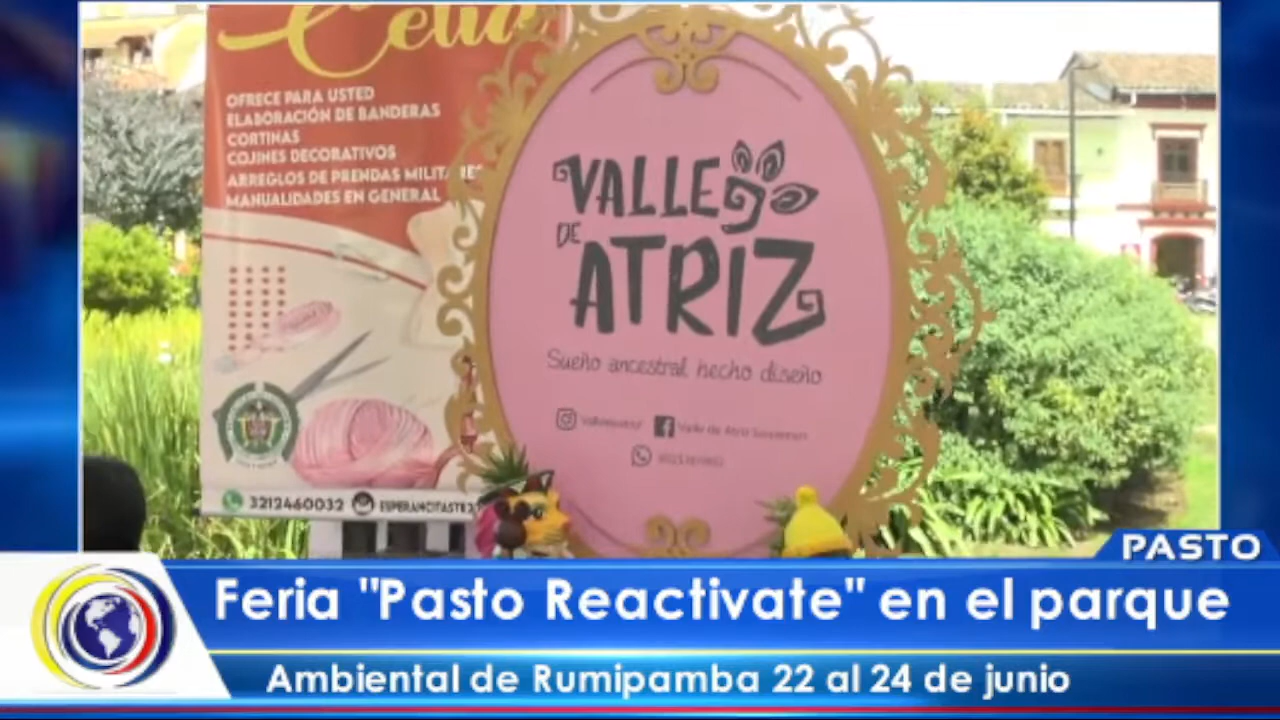 Celia
OFRECE PARA USTED
ELABORACIÓN DE BANDERAS
CORTINAS
COJINES DECORATIVOS
ARREGLOS DE PRENDAS MILITARES
MANUALIDADES EN GENERAL
3212460032
VALLE
DE
ATRIZ
Sueño ancestral hecho diseño
PASTO
Feria "Pasto Reactivate" en el parque
Ambiental de Rumipamba 22 al 24 de junio